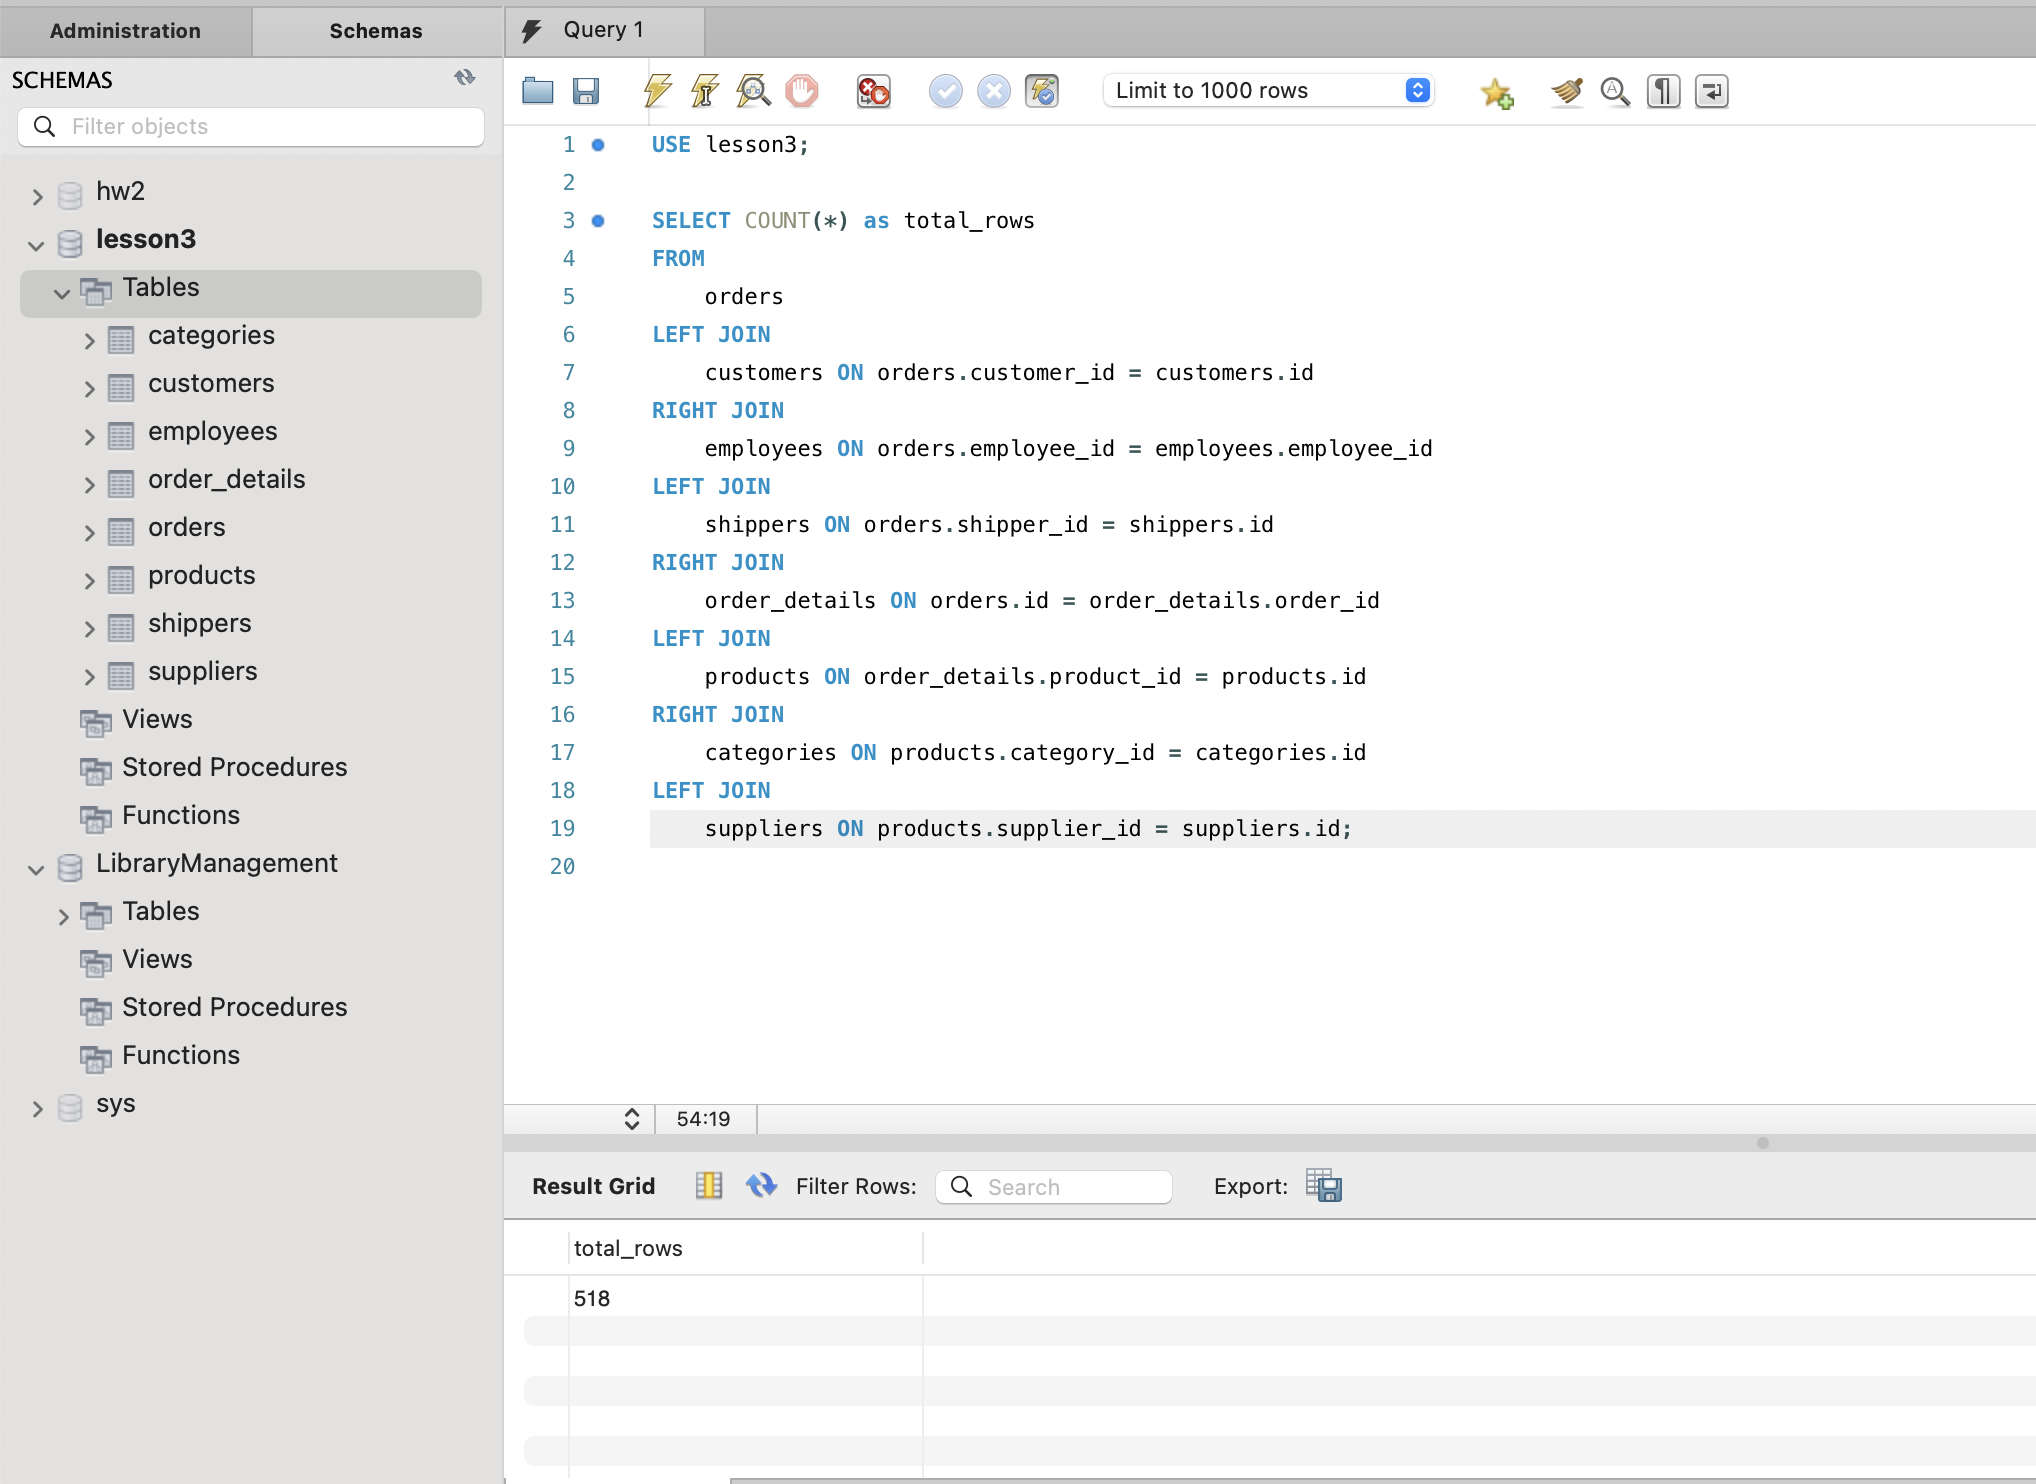 Administration
Schemas
SCHEMAS
Filter objects
hw2
lesson3
Tables
categories
customers
employees
order_details
orders
products
shippers
suppliers
Views
Stored Procedures
Functions
LibraryManagement
Tables
Views
Stored Procedures
Functions
sys
Query 1
Limit to 1000 rows
1 USE lesson3;
2
3 SELECT COUNT(*) as total_rows
4 FROM
5 orders
6 LEFT JOIN
7 customers ON orders.customer_id = customers.id
8 RIGHT JOIN
9 employees ON orders.employee_id = employees.employee_id
10 LEFT JOIN
11 shippers ON orders.shipper_id = shippers.id
12 RIGHT JOIN
13 order_details ON orders.id = order_details.order_id
14 LEFT JOIN
15 products ON order_details.product_id = products.id
16 RIGHT JOIN
17 categories ON products.category_id = categories.id
18 LEFT JOIN
19 suppliers ON products.supplier_id = suppliers.id;
20
54:19
Result Grid Filter Rows: Search Export:
total_rows
518